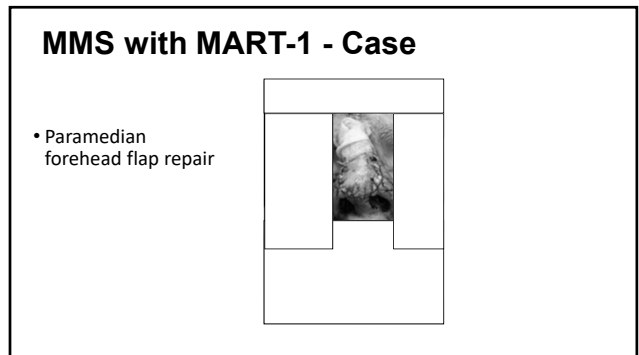 MMS with MART-1 - Case
• Paramedian
forehead flap repair